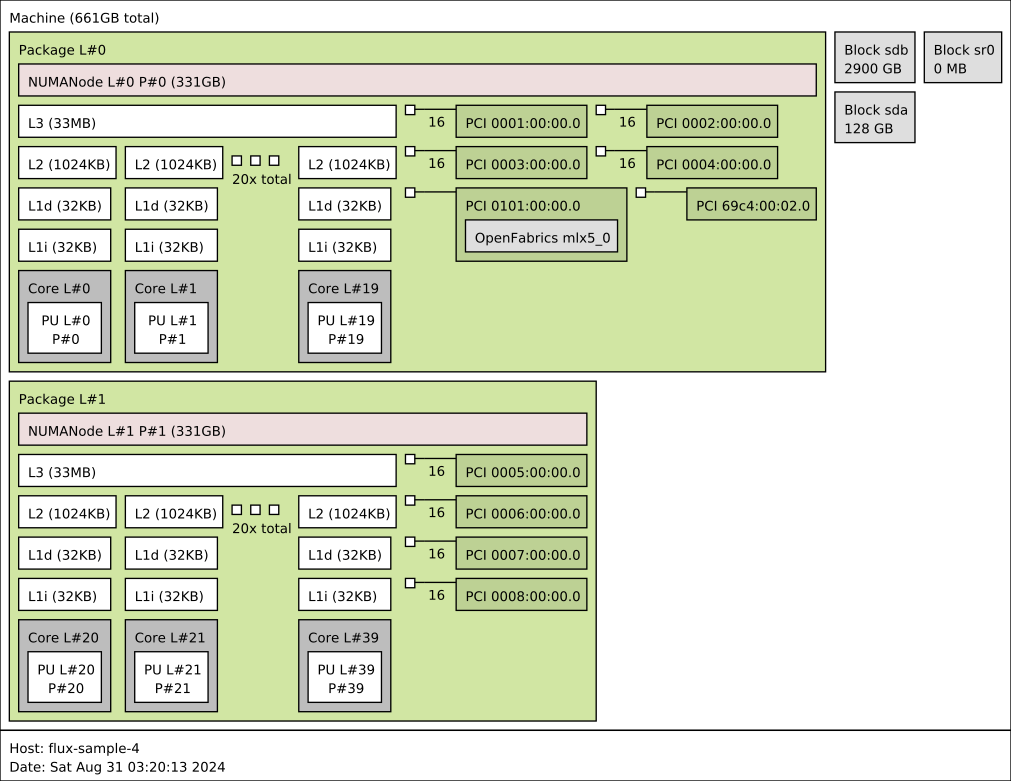 Machine (661GB total)
Package L#0
NUMANode L#0 P#0 (331GB)
L3 (33MB)
16
PCI 0001:00:00.0
16
PCI 0002:00:00.0
L2 (1024KB)
L2 (1024KB)
20x total
L2 (1024KB)
16
PCI 0003:00:00.0
16
PCI 0004:00:00.0
L1d (32KB)
L1d (32KB)
L1d (32KB)
PCI 0101:00:00.0
OpenFabrics mlx5_0
PCI 69c4:00:02.0
L1i (32KB)
L1i (32KB)
L1i (32KB)
Core L#0
PU L#0
P#0
Core L#1
PU L#1
P#1
Core L#19
PU L#19
P#19
Block sdb
2900 GB
Block sr0
0 MB
Block sda
128 GB
Package L#1
NUMANode L#1 P#1 (331GB)
L3 (33MB)
16
PCI 0005:00:00.0
L2 (1024KB)
L2 (1024KB)
20x total
L2 (1024KB)
16
PCI 0006:00:00.0
L1d (32KB)
L1d (32KB)
L1d (32KB)
16
PCI 0007:00:00.0
L1i (32KB)
L1i (32KB)
L1i (32KB)
16
PCI 0008:00:00.0
Core L#20
PU L#20
P#20
Core L#21
PU L#21
P#21
Core L#39
PU L#39
P#39
Host: flux-sample-4
Date: Sat Aug 31 03:20:13 2024